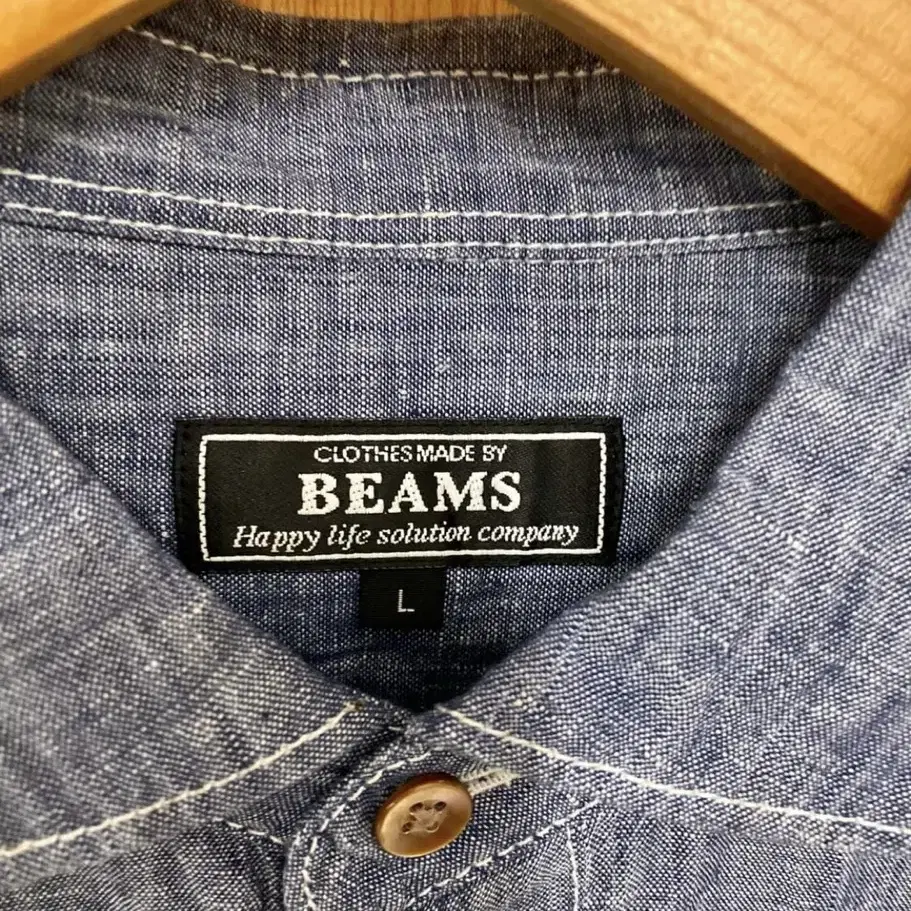 CLOTHES MADE BY
BEAMS
Happy life solution company
L